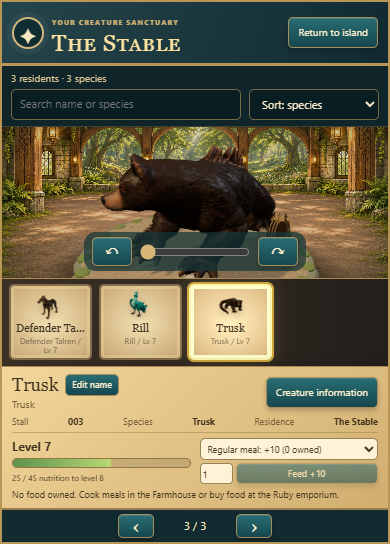 YOUR CREATURE SANCTUARY
THE STABLE
Return to island
3 residents · 3 species
Search name or species
Sort: species
Defender Ta...
Defender Talren / Lv 7
Rill
Rill / Lv 7
Trusk
Trusk / Lv 7
Trusk
Edit name
Trusk
Creature information
Stall 003 Species Trusk Residence The Stable
Level 7
25 / 45 nutrition to level 8
Regular meal: +10 (0 owned)
1
Feed +10
No food owned. Cook meals in the Farmhouse or buy food at the Ruby emporium.
3 / 3